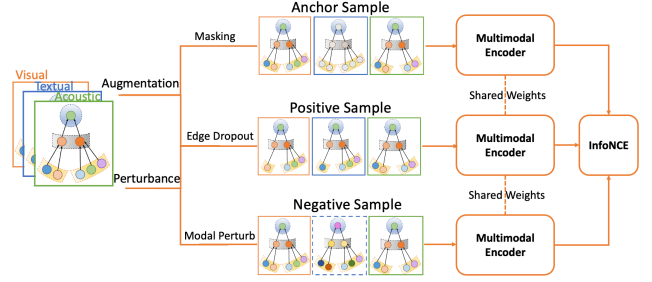 Anchor Sample
Masking
Multimodal
Encoder
Visual
Textual
Acoustic
Augmentation
Shared Weights
Positive Sample
Edge Dropout
Multimodal
Encoder
InfoNCE
Perturbance
Shared Weights
Negative Sample
Modal Perturb
Multimodal
Encoder